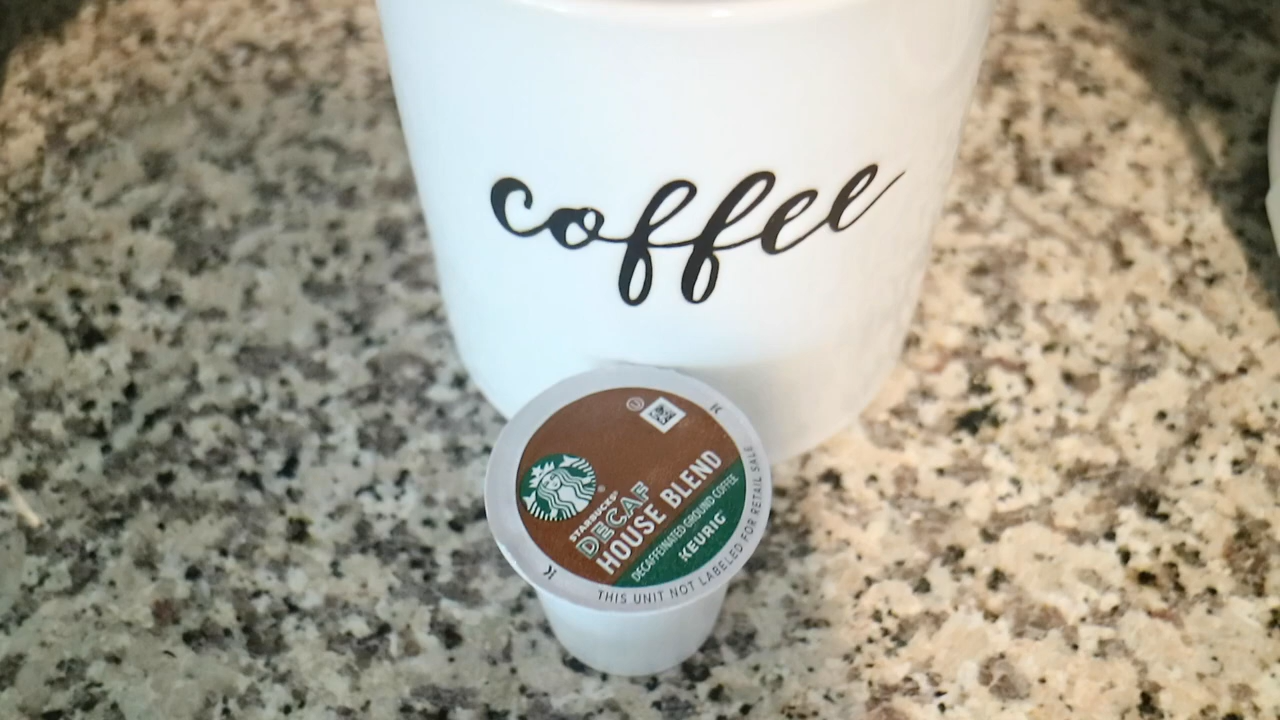 coffee
STARBUCKS®
DECAF
HOUSE BLEND
DECAFFEINATED GROUND COFFEE
KEURIG
THIS UNIT NOT LABELED FOR RETAIL SALE